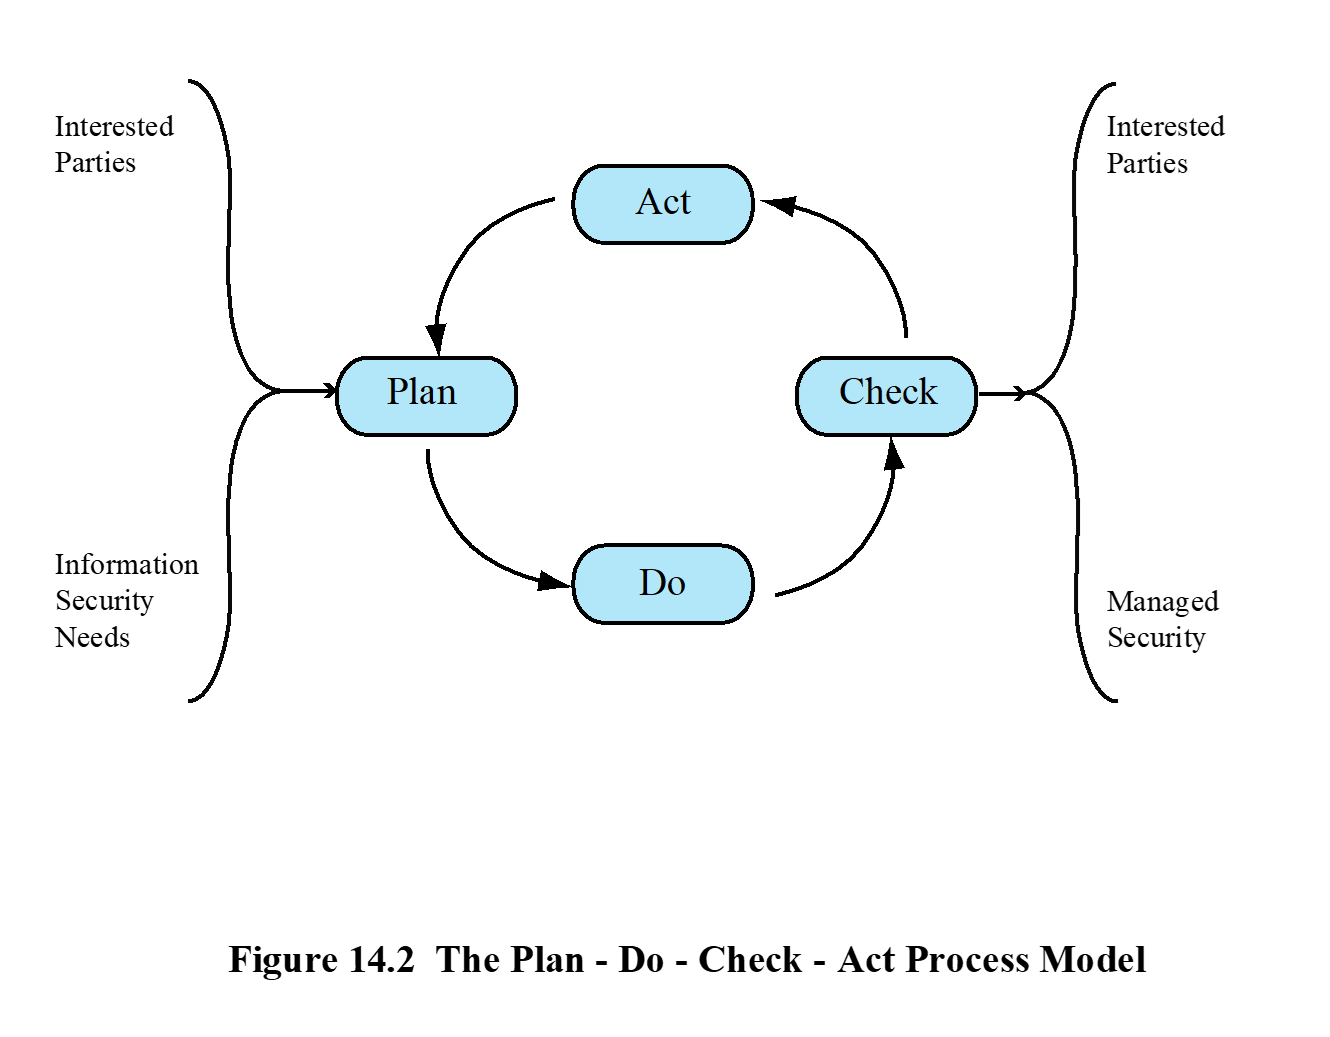 Interested
Parties
Interested
Parties
Act
Plan
Check
Information
Security
Needs
Do
Managed
Security
Figure 14.2 The Plan - Do - Check - Act Process Model